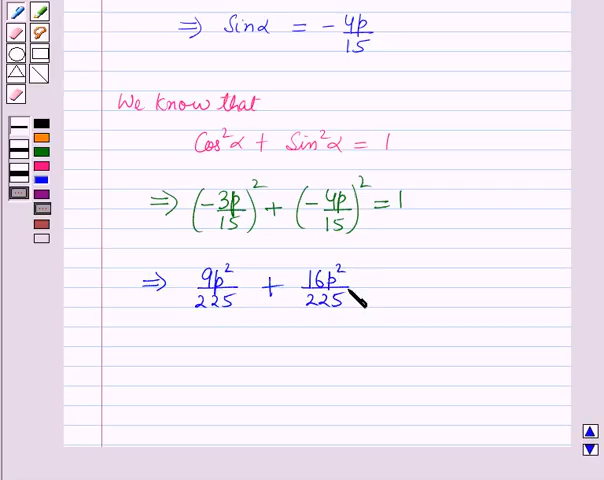 ⇒ Sinα = - 4p/15
We know that
Cos²α + Sin²α = 1
⇒ (-3p/15)² + (-4p/15)² = 1
⇒ 9p²/225 + 16p²/225